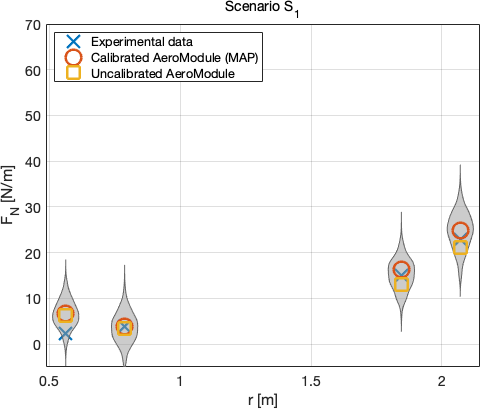 Scenario S1
70
60
50
40
30
20
10
0
F_N [N/m]
Experimental data
Calibrated AeroModule (MAP)
Uncalibrated AeroModule
0.5 1 1.5 2
r [m]